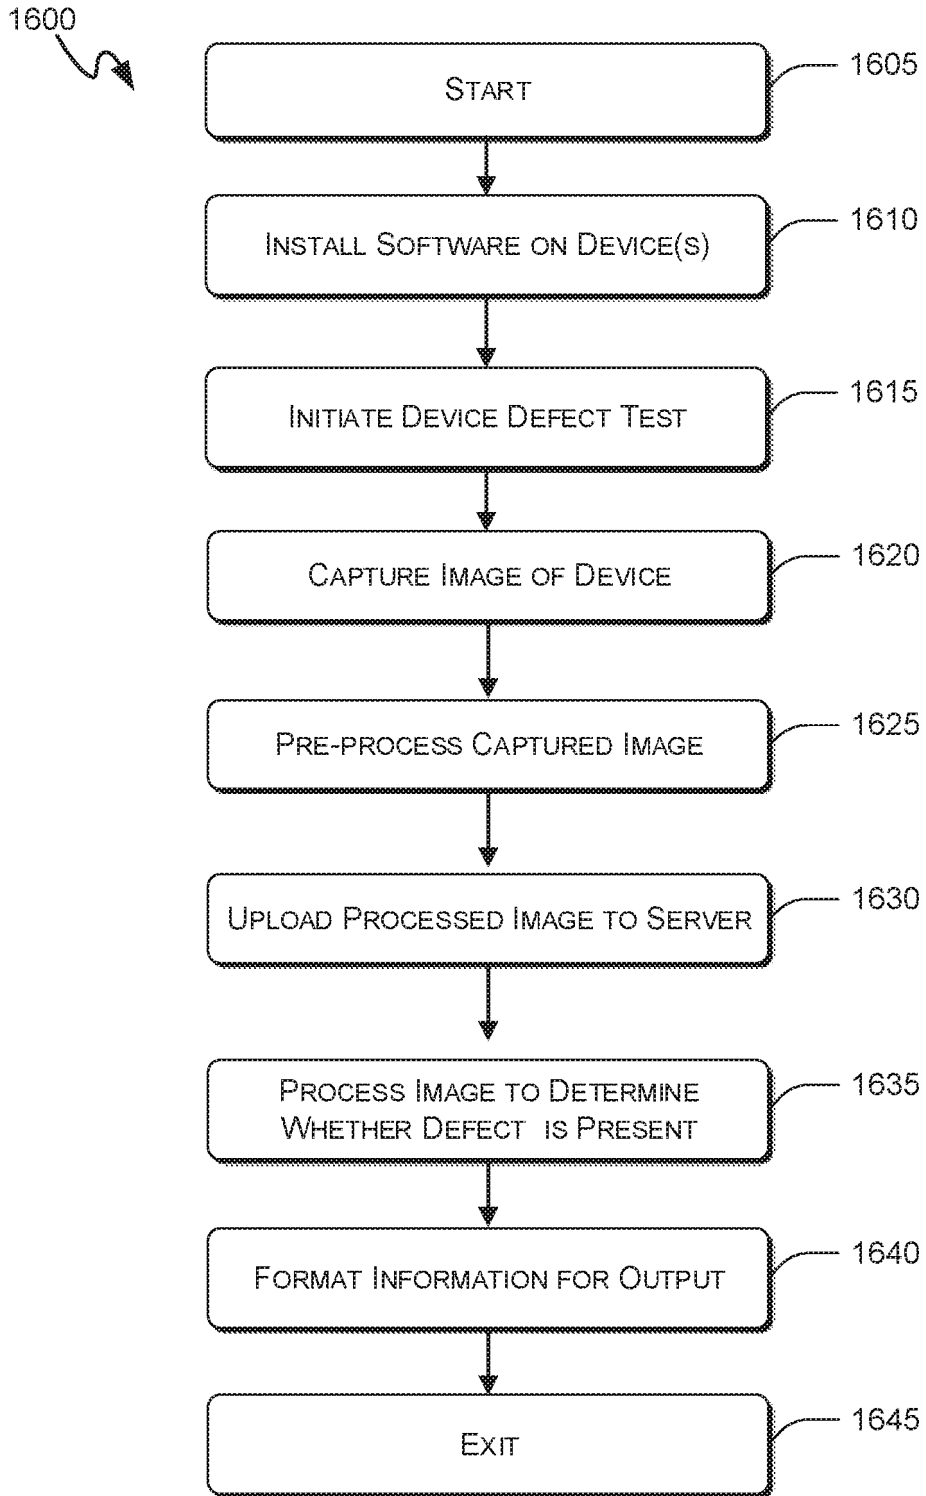 1600
START
1605
INSTALL SOFTWARE ON DEVICE(S)
1610
INITIATE DEVICE DEFECT TEST
1615
CAPTURE IMAGE OF DEVICE
1620
PRE-PROCESS CAPTURED IMAGE
1625
UPLOAD PROCESSED IMAGE TO SERVER
1630
PROCESS IMAGE TO DETERMINE
WHETHER DEFECT IS PRESENT
1635
FORMAT INFORMATION FOR OUTPUT
1640
EXIT
1645